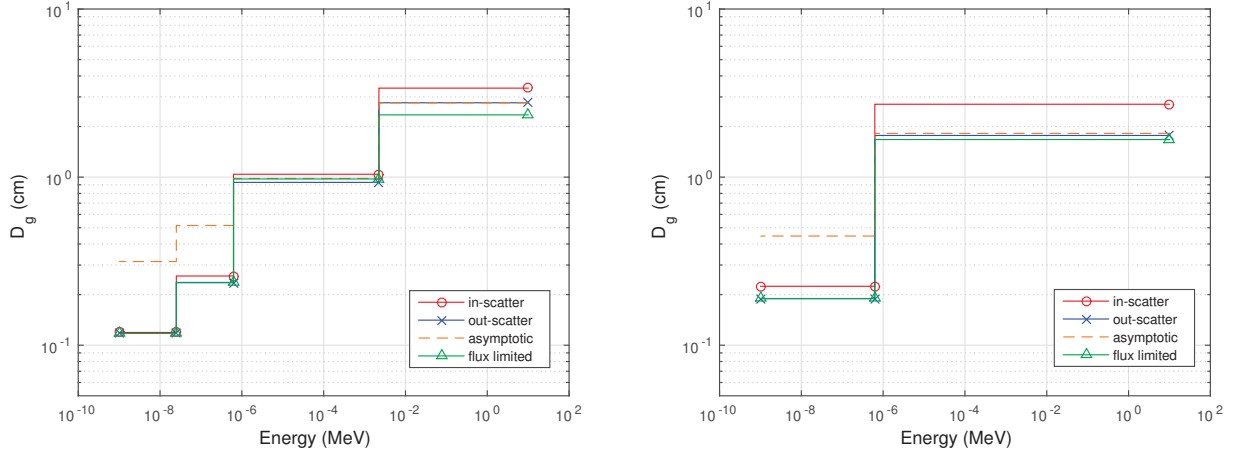 10^1
10^0
10^-1
D_g (cm)
10^-10
10^-8
10^-6
10^-4
10^-2
10^0
10^2
Energy (MeV)
in-scatter
out-scatter
asymptotic
flux limited
10^1
10^0
10^-1
D_g (cm)
10^-10
10^-8
10^-6
10^-4
10^-2
10^0
10^2
Energy (MeV)
in-scatter
out-scatter
asymptotic
flux limited